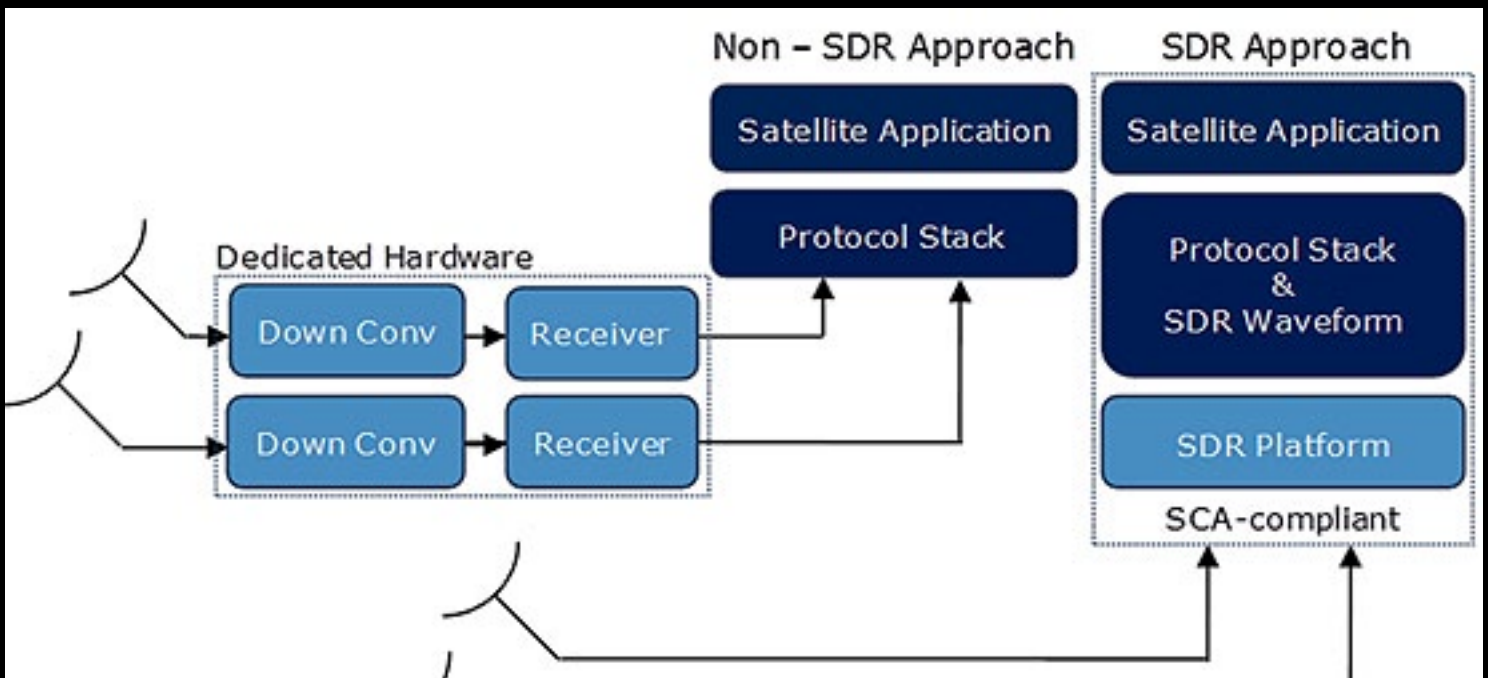 Non – SDR Approach
SDR Approach
Satellite Application
Satellite Application
Protocol Stack
Protocol Stack
&
SDR Waveform
Dedicated Hardware
Down Conv
Receiver
Down Conv
Receiver
SDR Platform
SCA-compliant